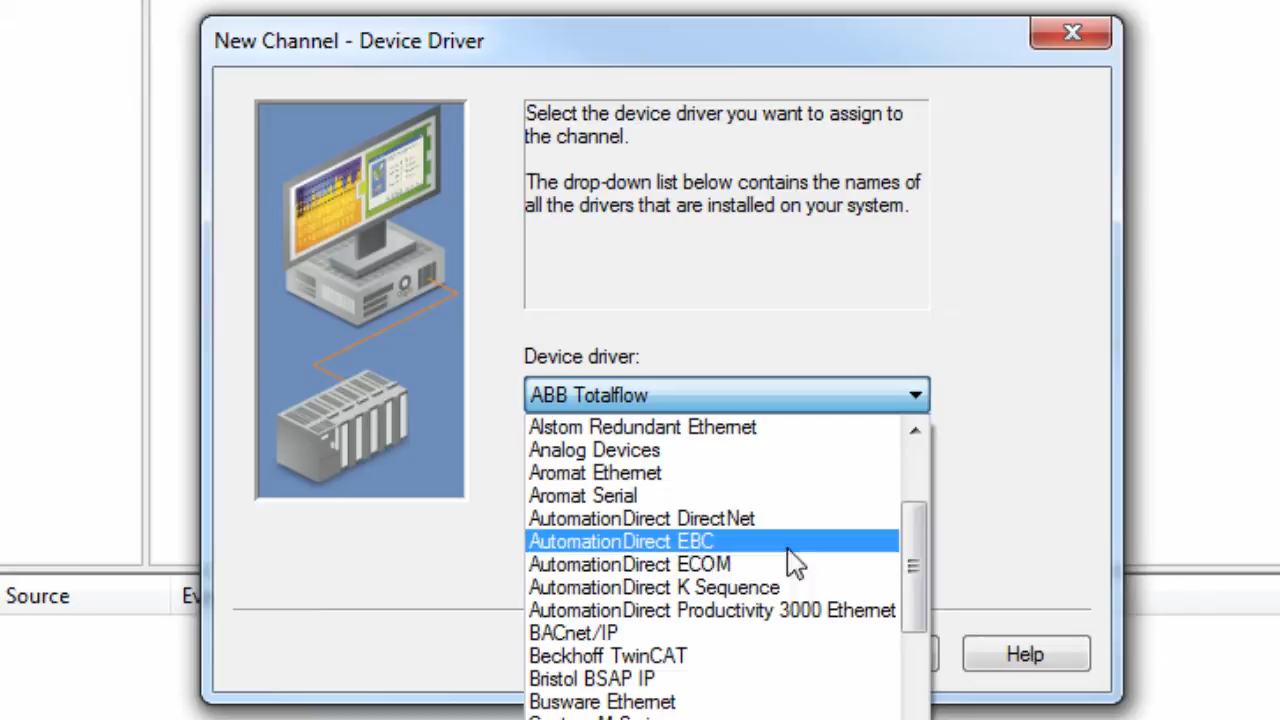 New Channel - Device Driver
Select the device driver you want to assign to
the channel.
The drop-down list below contains the names of
all the drivers that are installed on your system.
Device driver:
ABB Totalflow
Alstom Redundant Ethernet
Analog Devices
Aromat Ethernet
Aromat Serial
AutomationDirect DirectNet
AutomationDirect EBC
AutomationDirect ECOM
AutomationDirect K Sequence
AutomationDirect Productivity 3000 Ethernet
BACnet/IP
Beckhoff TwinCAT
Bristol BSAP IP
Busware Ethernet
Source
Help